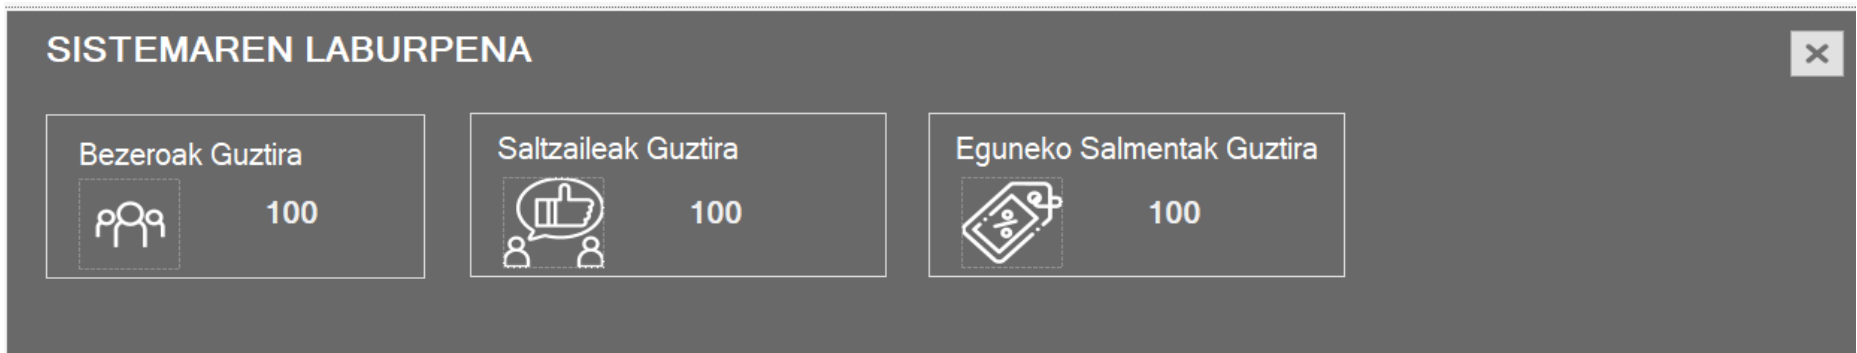 SISTEMAREN LABURPENA
Bezeroak Guztira
100
Saltzaileak Guztira
100
Eguneko Salmentak Guztira
%
100